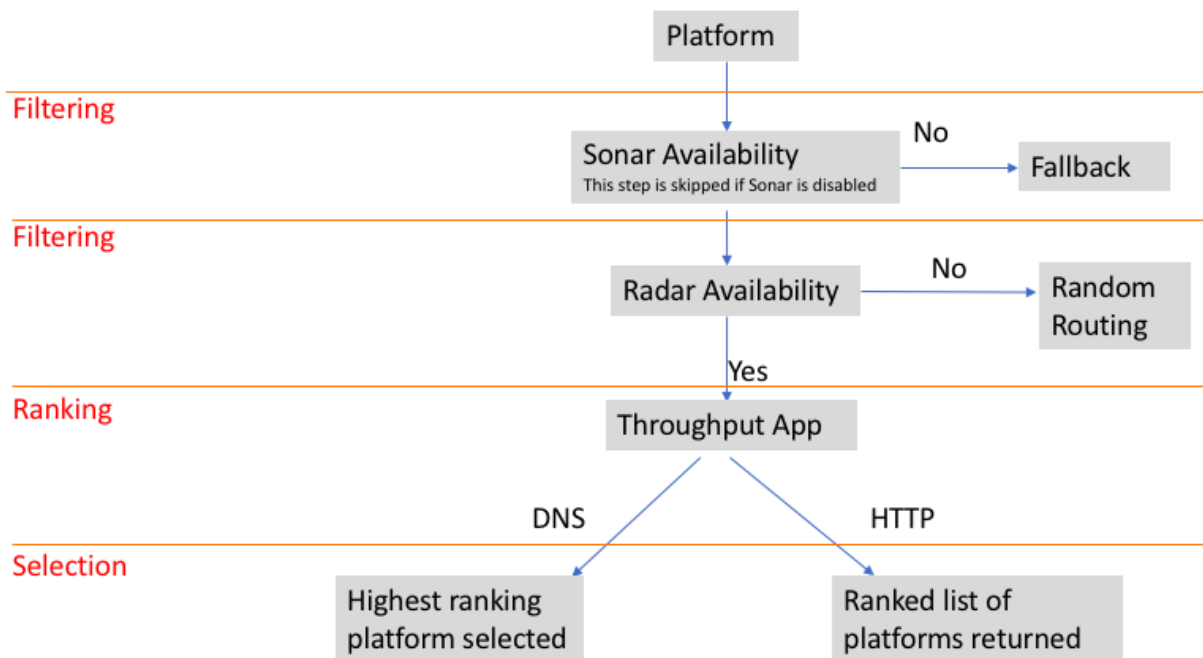 Platform
Filtering
No
Sonar Availability
This step is skipped if Sonar is disabled
Fallback
Filtering
No
Radar Availability
Random
Routing
Yes
Ranking
Throughput App
DNS
HTTP
Selection
Highest ranking
platform selected
Ranked list of
platforms returned